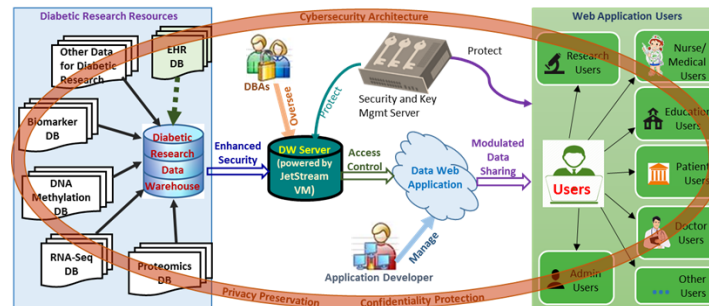 Diabetic Research Resources
Cybersecurity Architecture
Web Application Users
Other Data
for Diabetic
Research
EHR
DB
Biomarker
DB
DNA
Methylation
DB
RNA-Seq
DB
Proteomics
DB
Diabetic
Research
Data
Warehouse
Enhanced
Security
DBAs
Oversee
Protect
Security and Key
Mgmt Server
Protect
DW Server
(powered by
JetStream
VM)
Access
Control
Data Web
Application
Modulated
Data
Sharing
Manage
Application Developer
Research
Users
Nurse/
Medical
Users
Education
Users
Patient
Users
Doctor
Users
Other
Users
Admin
Users
Users
Privacy Preservation
Confidentiality Protection